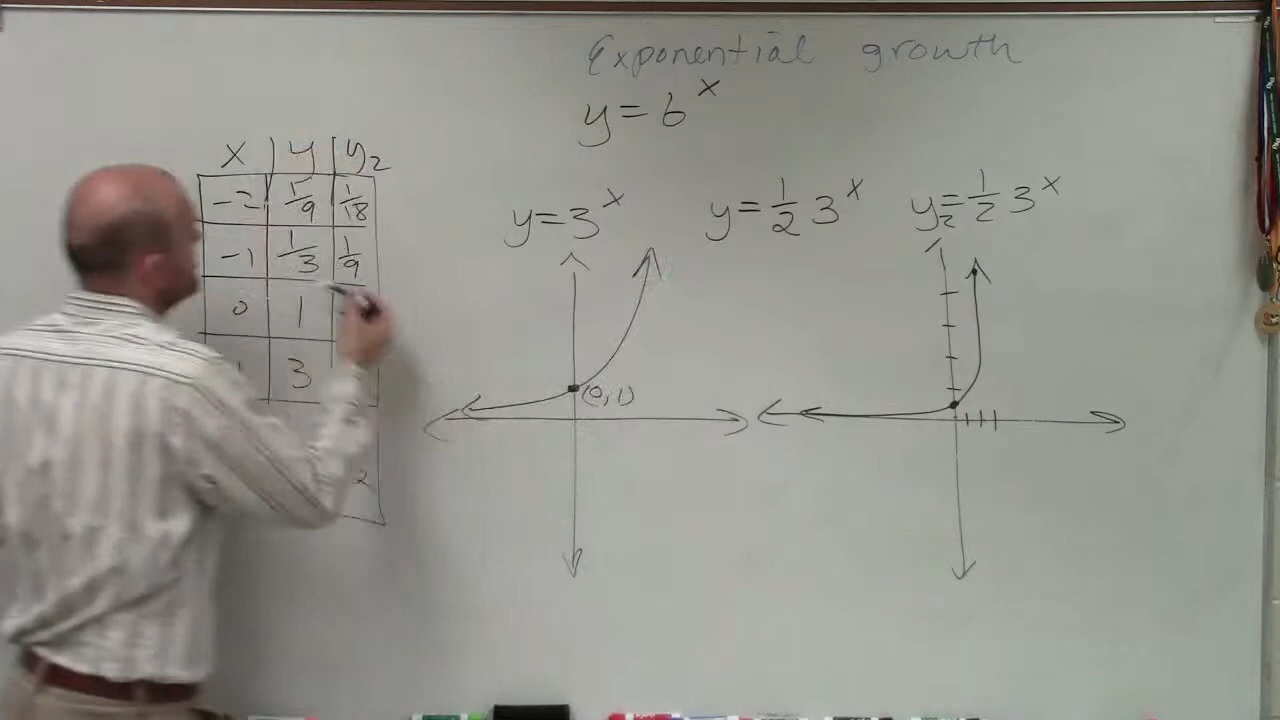 Exponential growth
y = 6^x
x | y | y₂
-2 | 1/9 | 1/18
-1 | 1/3 | 1/9
0 | 1
3
2
y = 3^x
y = 1/2 3^x
y₂ = 1/2 3^x
(0, 1)